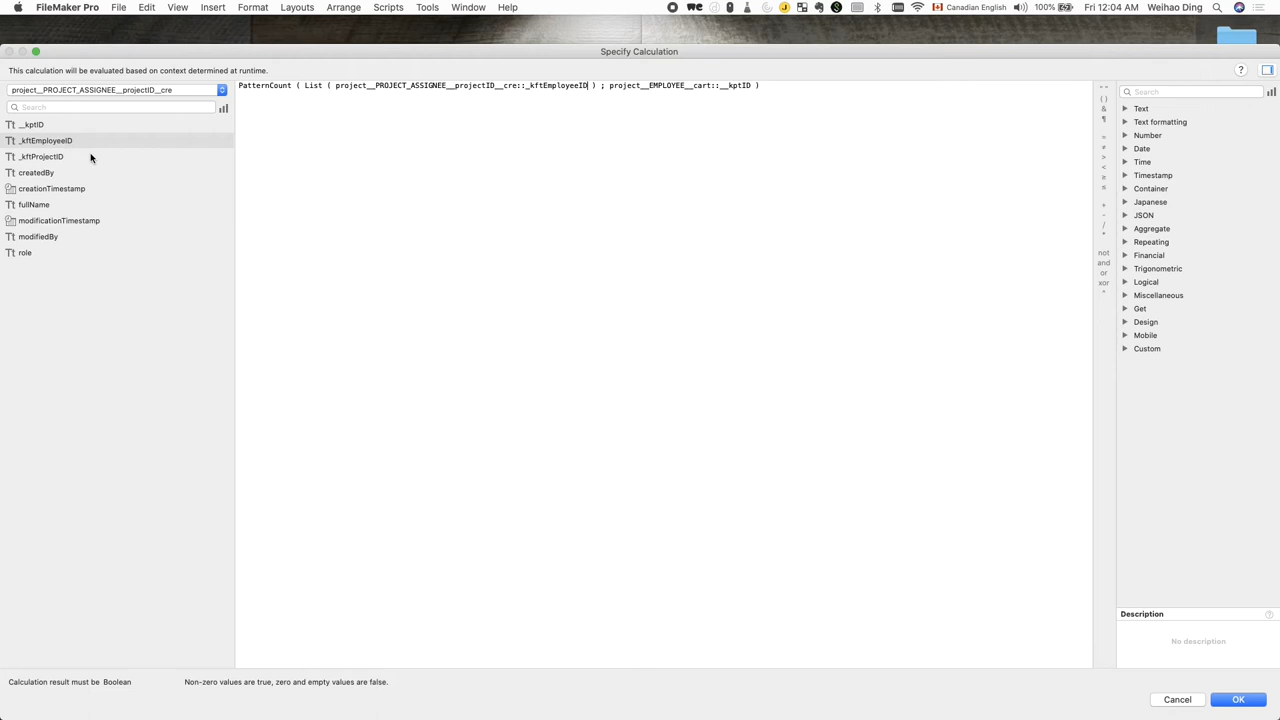 FileMaker Pro File Edit View Insert Format Layouts Arrange Scripts Tools Window Help Canadian English 100% Fri 12:04 AM Weihao Ding
Specify Calculation
This calculation will be evaluated based on context determined at runtime.
project__PROJECT_ASSIGNEE__projectID__cre
Search
__kptID
_kftEmployeeID
_kftProjectID
createdBy
creationTimestamp
fullName
modificationTimestamp
modifiedBy
role
PatternCount ( List ( project__PROJECT_ASSIGNEE__projectID__cre::_kftEmployeeID ) ; project__EMPLOYEE__cart::__kptID )
" "
( )
&
¶
=
≠
>
<
≥
≤
+
-
/
*
not
and
or
xor
^
Search
Text
Text formatting
Number
Date
Time
Timestamp
Container
Japanese
JSON
Aggregate
Repeating
Financial
Trigonometric
Logical
Miscellaneous
Get
Design
Mobile
Custom
Description
No description
Calculation result must be Boolean
Non-zero values are true, zero and empty values are false.
Cancel
OK